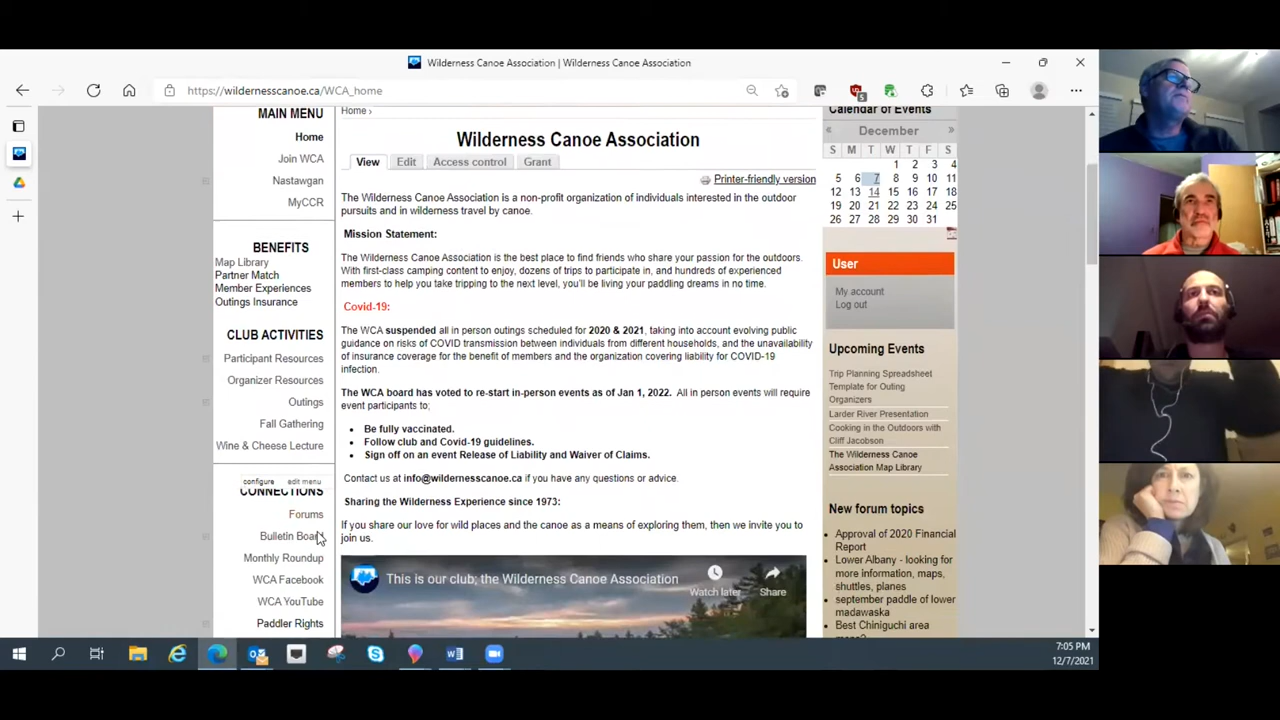 Wilderness Canoe Association | Wilderness Canoe Association
https://wildernesscanoe.ca/WCA_home
MAIN MENU
Home
Join WCA
Nastawgan
MyCCR
BENEFITS
Map Library
Partner Match
Member Experiences
Outings Insurance
CLUB ACTIVITIES
Participant Resources
Organizer Resources
Outings
Fall Gathering
Wine & Cheese Lecture
configure edit menu
CONNECTIONS
Forums
Bulletin Board
Monthly Roundup
WCA Facebook
WCA YouTube
Paddler Rights
Home ›
Wilderness Canoe Association
View Edit Access control Grant
Printer-friendly version
The Wilderness Canoe Association is a non-profit organization of individuals interested in the outdoor
pursuits and in wilderness travel by canoe.
Mission Statement:
The Wilderness Canoe Association is the best place to find friends who share your passion for the outdoors.
With first-class camping content to enjoy, dozens of trips to participate in, and hundreds of experienced
members to help you take tripping to the next level, you'll be living your paddling dreams in no time.
Covid-19:
The WCA suspended all in person outings scheduled for 2020 & 2021, taking into account evolving public
guidance on risks of COVID transmission between individuals from different households, and the unavailability
of insurance coverage for the benefit of members and the organization covering liability for COVID-19
infection.
The WCA board has voted to re-start in-person events as of Jan 1, 2022. All in person events will require
event participants to;
• Be fully vaccinated.
• Follow club and Covid-19 guidelines.
• Sign off on an event Release of Liability and Waiver of Claims.
Contact us at info@wildernesscanoe.ca if you have any questions or advice.
Sharing the Wilderness Experience since 1973:
If you share our love for wild places and the canoe as a means of exploring them, then we invite you to
join us.
This is our club; the Wilderness Canoe Association
Watch later Share
Calendar of Events
« December »
S M T W T F S
1 2 3 4
5 6 7 8 9 10 11
12 13 14 15 16 17 18
19 20 21 22 23 24 25
26 27 28 29 30 31
User
My account
Log out
Upcoming Events
Trip Planning Spreadsheet
Template for Outing
Organizers
Larder River Presentation
Cooking in the Outdoors with
Cliff Jacobson
The Wilderness Canoe
Association Map Library
New forum topics
• Approval of 2020 Financial
Report
• Lower Albany - looking for
more information, maps,
shuttles, planes
• september paddle of lower
madawaska
• Best Chiniguchi area
7:05 PM
12/7/2021